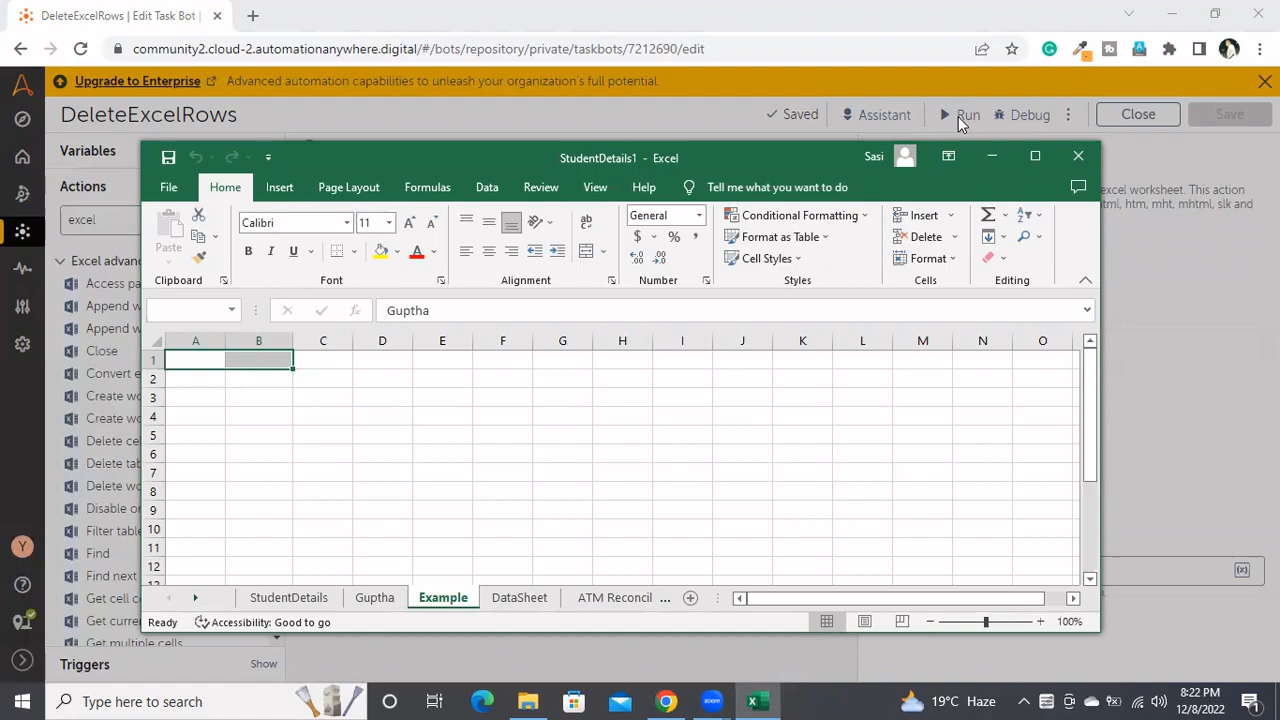 DeleteExcelRows | Edit Task Bot |
community2.cloud-2.automationanywhere.digital/#/bots/repository/private/taskbots/7212690/edit
Upgrade to Enterprise Advanced automation capabilities to unleash your organization's full potential.
DeleteExcelRows Saved Assistant Run Debug Close Save
Variables
Actions
excel
StudentDetails1 - Excel Sasi
File Home Insert Page Layout Formulas Data Review View Help Tell me what you want to do
excel worksheet. This action
htm, mht, mhtml, slk and
Paste Calibri 11 General
B I U
Conditional Formatting
Format as Table
Cell Styles
Insert
Delete
Format
Clipboard Font Alignment Number Styles Cells Editing
Guptha
A B C D E F G H I J K L M N O
1
2
3
4
5
6
7
8
9
10
11
12
Excel advan
Access pa
Append w
Append w
Close
Convert e
Create wo
Create wo
Delete ce
Delete tab
Delete wo
Disable or
Filter table
Find
Find next
Get cell c
Get curre
Get multiple cells
StudentDetails Guptha Example DataSheet ATM Reconcil ...
Ready Accessibility: Good to go 100%
Y
Triggers Show
Type here to search
zoom
19°C Haze
8:22 PM
12/8/2022
1